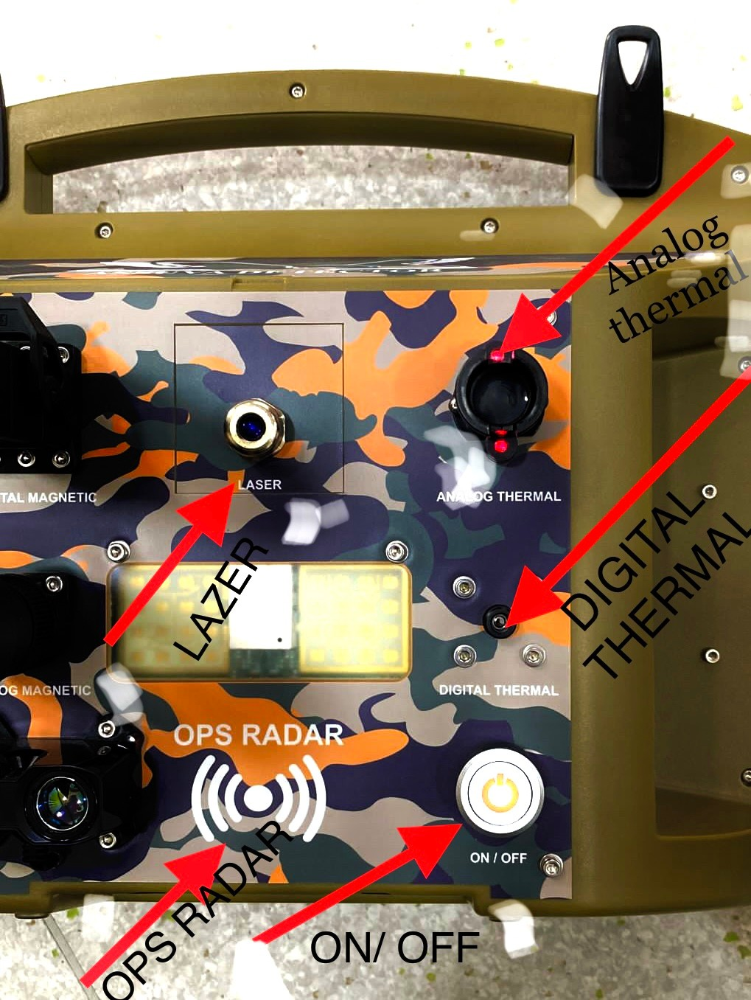 DETECTOR
Analog
thermal
TAL MAGNETIC
LASER
ANALOG THERMAL
LAZER
DIGITAL
THERMAL
OG MAGNETIC
DIGITAL THERMAL
OPS RADAR
OPS RADAR
ON / OFF
ON/ OFF